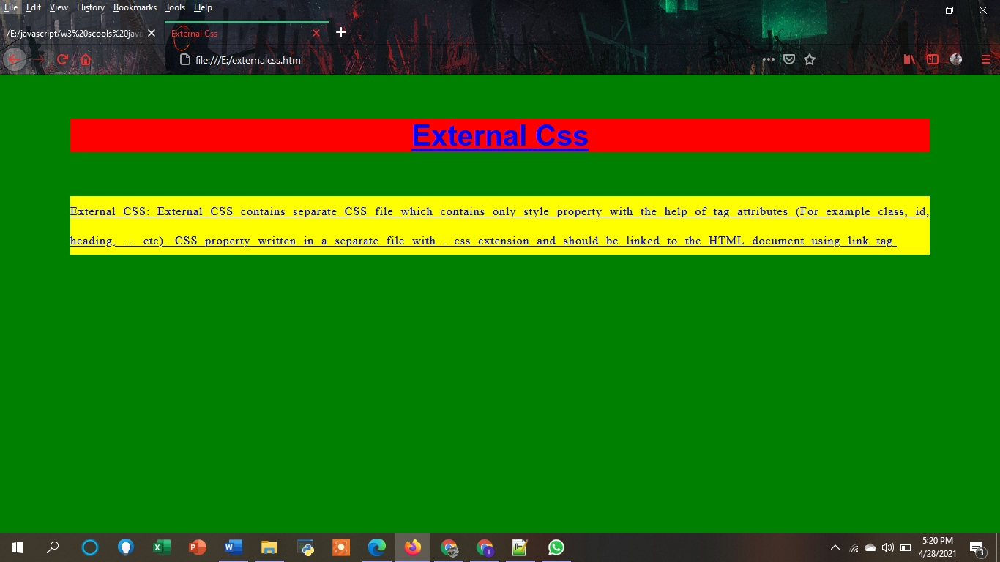 File Edit View History Bookmarks Tools Help
/E:/javascript/w3%20scools%20java
External Css
file:///E:/externalcss.html
External Css
External CSS: External CSS contains separate CSS file which contains only style property with the help of tag attributes (For example class, id,
heading, ... etc). CSS property written in a separate file with . css extension and should be linked to the HTML document using link tag.
5:20 PM
4/28/2021
3